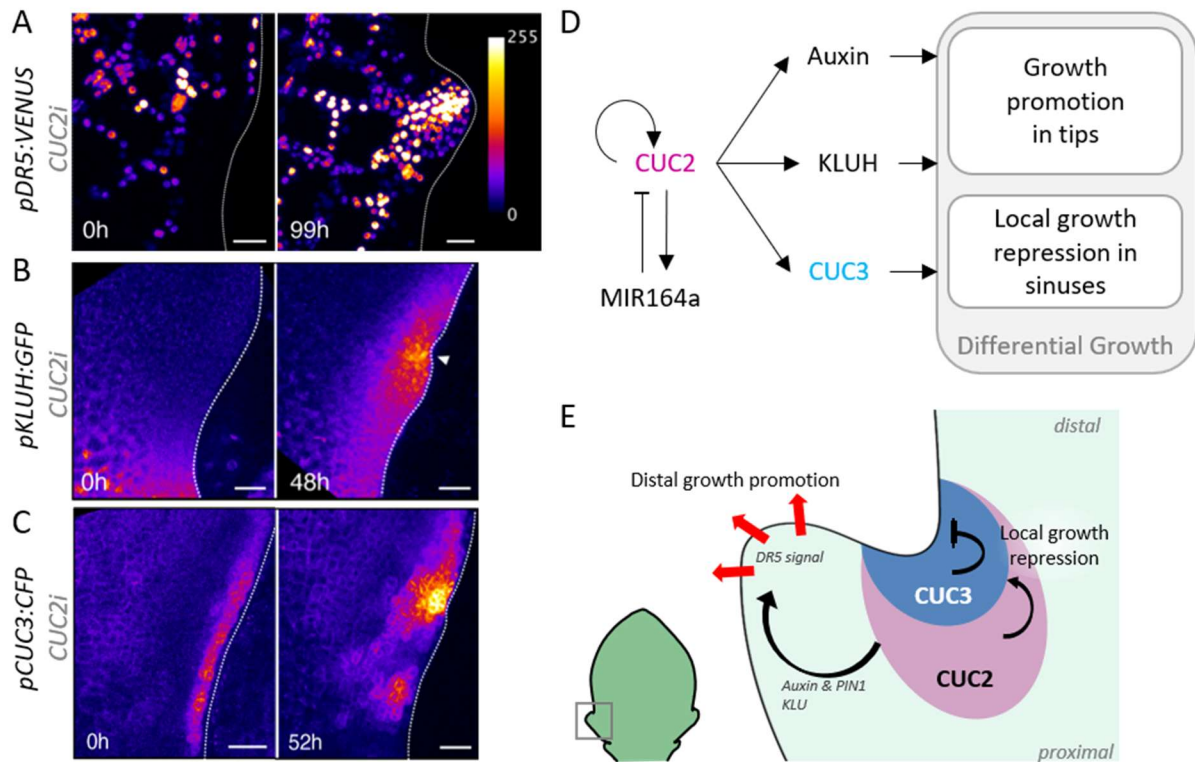 A
pDR5:VENUS
CUC2i
0h
99h
255
0
B
pKLUH:GFP
CUC2i
0h
48h
C
pCUC3:CFP
CUC2i
0h
52h
D
CUC2
MIR164a
Auxin
KLUH
CUC3
Growth
promotion
in tips
Local growth
repression in
sinuses
Differential Growth
E
distal
Distal growth promotion
DR5 signal
Local growth
repression
CUC3
CUC2
Auxin & PIN1
KLU
proximal